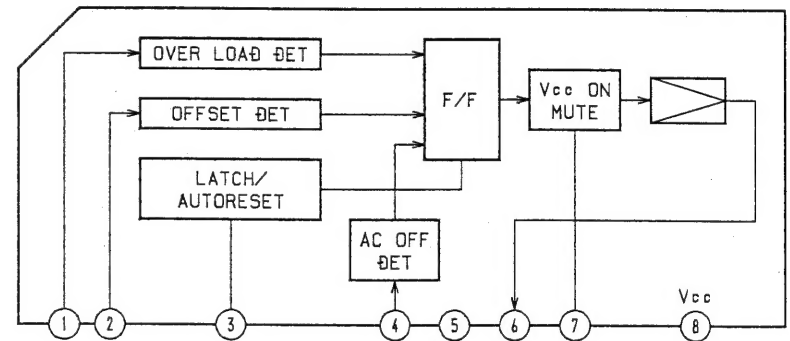 OVER LOAD DET
OFFSET DET
LATCH/
AUTORESET
F/F
Vcc ON
MUTE
AC OFF
DET
Vcc
1 2 3 4 5 6 7 8